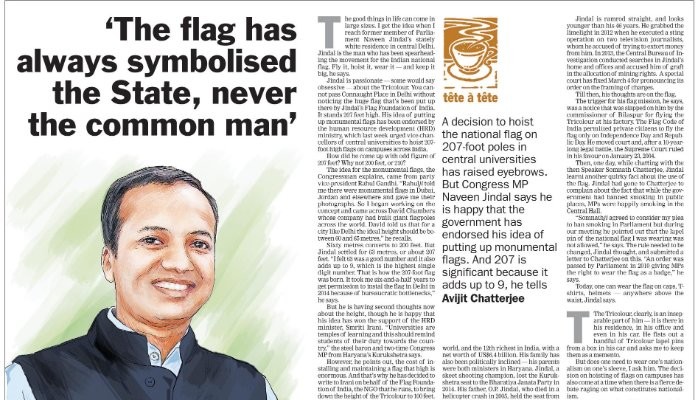 'The flag has
always symbolised
the State, never
the common man'
The good things in life can come in
large sizes. I get the idea when I
reach former member of Par-
liament Naveen Jindal's stately
white residence in central Delhi.
Jindal is the man who has been spearhead-
ing the movement for the Indian national
flag. Fly it, hoist it, wear it — and keep it
big, he says.
Jindal is passionate — some would say
obsessive — about the Tricolour. You can-
not pass Connaught Place in Delhi without
noticing the huge flag that's been put up
there by Jindal's Flag Foundation of India.
It stands 207 feet high. His idea of putting
up monumental flags has been endorsed by
the human resource development (HRD)
ministry, which last week urged vice chan-
cellors of central universities to hoist 207-
foot high flags on campuses across India.
How did he come up with odd figure of
207 feet? Why not 200 feet, or 210?
The idea for the monumental flags, the
Congressman explains, came from party
vice president Rahul Gandhi. "Rahulji told
me there were monumental flags in Dubai,
Jordan and elsewhere and gave me their
photographs. So I began working on the
concept and came across David Chambers
whose company had built giant flagpoles
across the world. David told us that for a
city like Delhi the ideal height should be be-
tween 60 and 65 metres," he recalls.
Sixty metres converts to 200 feet. But
Jindal settled for 63 metres, or about 207
feet. "I felt 63 was a good number and it also
adds up to 9, which is the highest single
digit number. That is how the 207-foot flag
was born. It took me six-and-a-half years to
get permission to install the flag in Delhi in
2014 because of bureaucratic bottlenecks,"
he says.
But he is having second thoughts now
about the height, though he is happy that
his idea has won the support of the HRD
minister, Smriti Irani. "Universities are
temples of learning and this should remind
students of their duty towards the coun-
try," the steel baron and two-time Congress
MP from Haryana's Kurukshetra says.
However, he points out, the cost of in-
stalling and maintaining a flag that high is
enormous. And that's why he has decided
to write to Irani on behalf of the Flag Founda-
tion of India, the NGO that he runs, to bring
down the height of the Tricolour to 100 feet.
tête à tête
A decision to hoist
the national flag on
207-foot poles in
central universities
has raised eyebrows.
But Congress MP
Naveen Jindal says he
is happy that the
government has
endorsed his idea of
putting up monumental
flags. And 207 is
significant because it
adds up to 9, he tells
Avijit Chatterjee
world, and the 12th richest in India, with a
net worth of US$6.4 billion. His family has
also been politically inclined — his parents
were both ministers in Haryana. Jindal, a
skeet shooting champion, lost the Kuruk-
shetra seat to the Bharatiya Janata Party in
2014. His father, O.P. Jindal, who died in a
helicopter crash in 2005, held the seat from
Jindal is ramrod straight, and looks
younger than his 46 years. He grabbed the
limelight in 2012 when he executed a sting
operation on two television journalists,
whom he accused of trying to extort money
from him. In 2013, the Central Bureau of In-
vestigation conducted searches in Jindal's
home and offices and accused him of graft
in the allocation of mining rights. A special
court has fixed March 4 for pronouncing its
order on the framing of charges.
Till then, his thoughts are on the flag.
The trigger for his flag mission, he says,
was a notice that was slapped on him by the
commissioner of Bilaspur for flying the
Tricolour at his factory. The Flag Code of
India penalised private citizens to fly the
flag only on Independence Day and Repub-
lic Day. He moved court and, after a 10-year-
long legal battle, the Supreme Court ruled
in his favour on January 23, 2004.
Then, one day, while chatting with the
then Speaker Somnath Chatterjee, Jindal
learnt another quirky fact about the use of
the flag. Jindal had gone to Chatterjee to
complain about the fact that while the gov-
ernment had banned smoking in public
places, MPs were happily smoking in the
Central Hall.
"Somnathji agreed to consider my plea
to ban smoking in Parliament but during
our meeting he pointed out that the lapel
pin of the national flag I was wearing was
not allowed," he says. The rule needed to be
changed, Jindal thought, and submitted a
letter to Chatterjee on this. "An order was
passed by Parliament in 2010 giving MPs
the right to wear the flag as a badge," he
says.
Today, one can wear the flag on caps, T-
shirts, helmets — anywhere above the
waist, Jindal says.
The Tricolour, clearly, is an insep-
arable part of him — it is there in
his residence, in his office and
even in his car. He fishes out a
handful of Tricolour lapel pins
from a box in his car and asks me to keep
them as a memento.
But does one need to wear one's nation-
alism on one's sleeve, I ask him. The deci-
sion on hoisting of flags on campuses has
also come at a time when there is a fierce de-
bate raging on what constitutes national-
ism.